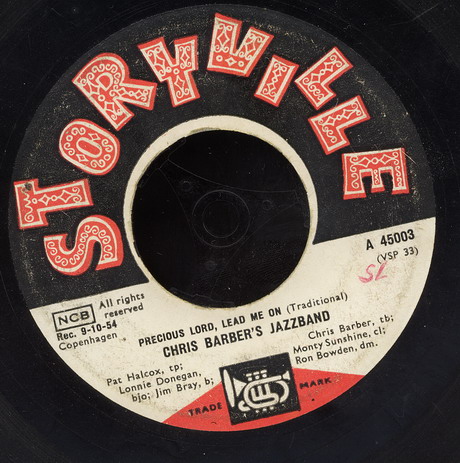 STORYVILLE
A 45003
(VSP 33)
SL
NCB
All rights
reserved
Rec. 9-10-54
Copenhagen
PRECIOUS LORD, LEAD ME ON (Traditional)
CHRIS BARBER'S JAZZBAND
Pat Halcox, tp;
Lonnie Donegan,
bjo; Jim Bray, b;
Chris Barber, tb;
Monty Sunshine, cl;
Ron Bowden, dm.
TRADE MARK